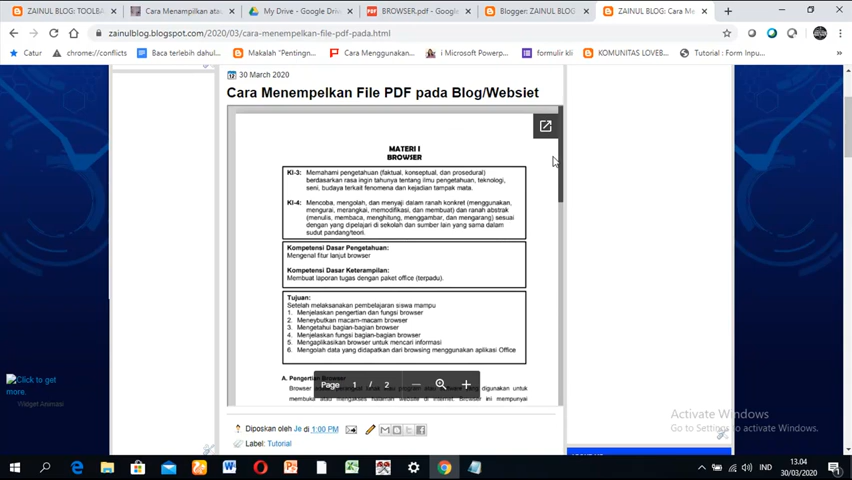 ZAINUL BLOG: TOOLBA
Cara Menampilkan atau
My Drive - Google Driv
BROWSER.pdf - Google
Blogger: ZAINUL BLOG
ZAINUL BLOG: Cara Me
zainulblog.blogspot.com/2020/03/cara-menempelkan-file-pdf-pada.html
Catur
Baca terlebih dahul...
Makalah "Pentingn...
Cara Menggunakan...
i Microsoft Powerp...
formulir kli
KOMUNITAS LOVEB...
Tutorial : Form Inpu...
30 March 2020
Cara Menempelkan File PDF pada Blog/Websiet
MATERI I
BROWSER
KI-3: Memahami pengetahuan (faktual, konseptual, dan prosedural)
berdasarkan rasa ingin tahunya tentang ilmu pengetahuan, teknologi,
seni, budaya terkait fenomena dan kejadian tampak mata.
KI-4: Mencoba, mengolah, dan menyaji dalam ranah konkret (menggunakan,
mengurai, merangkai, memodifikasi, dan membuat) dan ranah abstrak
(menulis, membaca, menghitung, menggambar, dan mengarang) sesuai
dengan yang dipelajari di sekolah dan sumber lain yang sama dalam
sudut pandang/teori.
Kompetensi Dasar Pengetahuan:
Mengenal fitur lanjut browser
Kompetensi Dasar Keterampilan:
Membuat laporan tugas dengan paket office (terpadu).
Tujuan:
Setelah melaksanakan pembelajaran siswa mampu
1. Menjelaskan pengertian dan fungsi browser
2. Meneybutkan macam-macam browser
3. Mengetahui bagian-bagian browser
4. Menjelaskan fungsi bagian-bagian browser
5. Mengaplikasikan browser untuk mencari informasi
6. Mengolah data yang didapatkan dari browsing menggunakan aplikasi Office
A. Pengertian Browser
Page 1 / 2
Browser digunakan untuk
membuka atau mengakses halaman website di internet. Browser ini mempunyai
Click to get
more.
Widget Animasi
Diposkan oleh Je di 1:00 PM
Label: Tutorial
Activate Windows
Go to Settings to activate Windows.
IND
13.04
30/03/2020